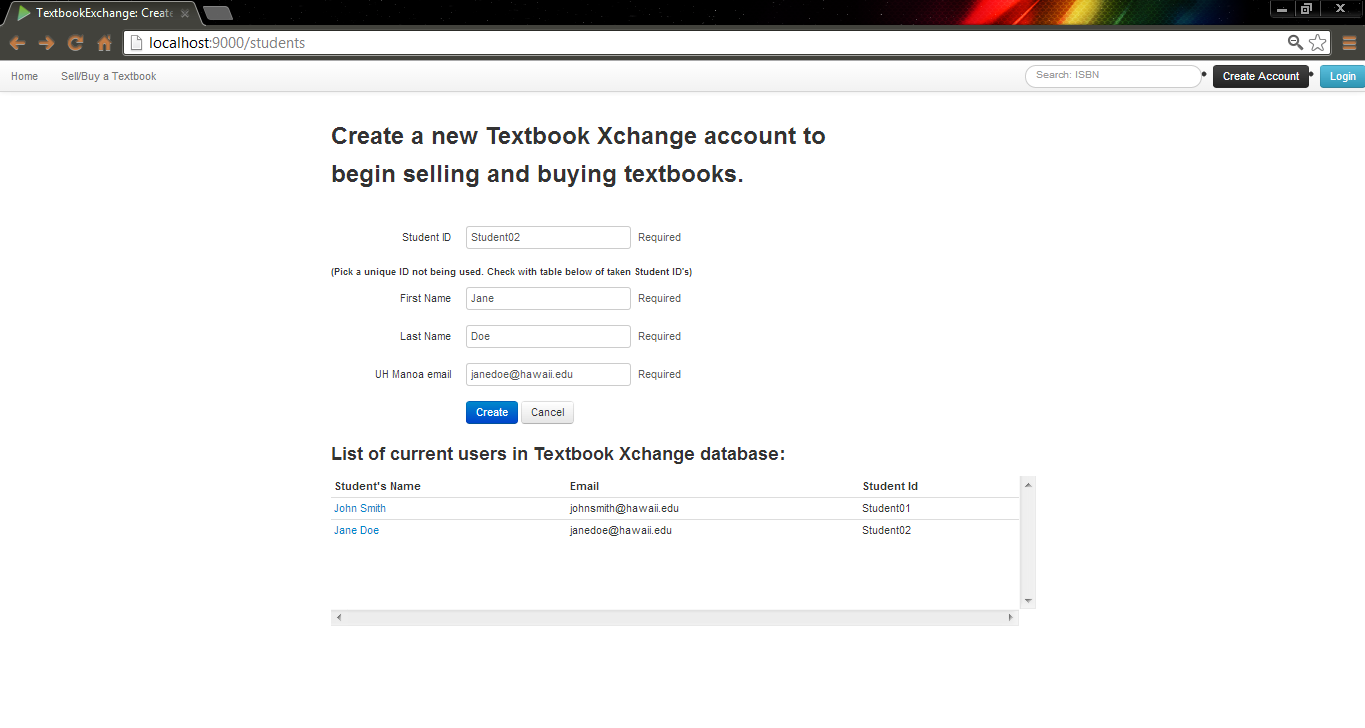 TextbookExchange: Create
localhost:9000/students
Home Sell/Buy a Textbook Search: ISBN Create Account Login
Create a new Textbook Xchange account to
begin selling and buying textbooks.
Student ID Student02 Required
(Pick a unique ID not being used. Check with table below of taken Student ID's)
First Name Jane Required
Last Name Doe Required
UH Manoa email janedoe@hawaii.edu Required
Create Cancel
List of current users in Textbook Xchange database:
Student's Name Email Student Id
John Smith johnsmith@hawaii.edu Student01
Jane Doe janedoe@hawaii.edu Student02